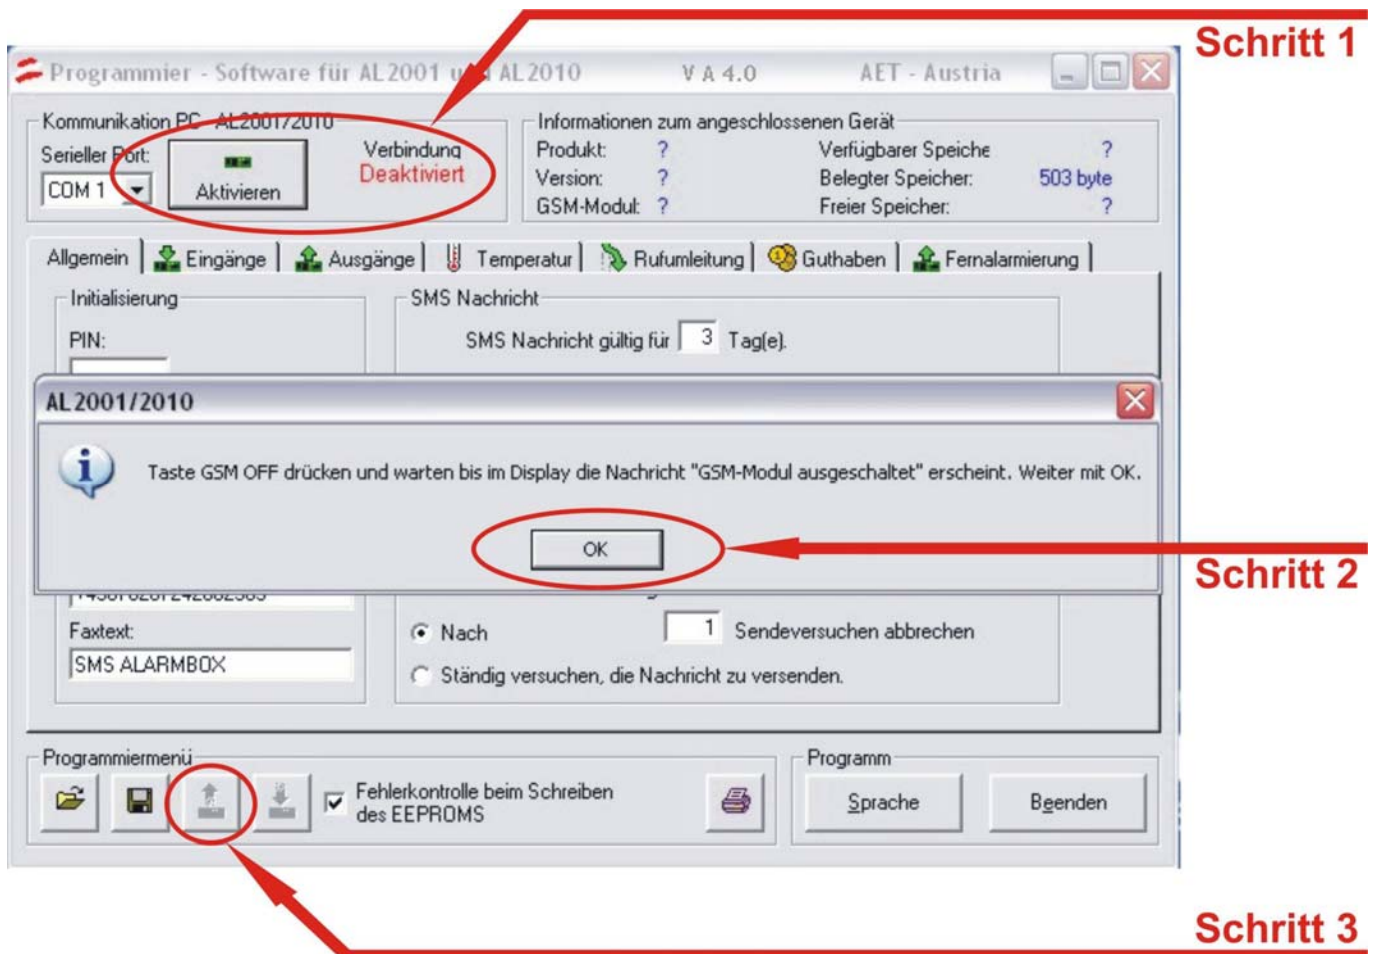 Schritt 1
Programmier - Software für AL2001 und AL2010 V A 4.0 AET - Austria
Kommunikation PC - AL2001/2010
Serieller Port:
COM 1
Aktivieren
Verbindung
Deaktiviert
Informationen zum angeschlossenen Gerät
Produkt: ? Verfügbarer Speiche ?
Version: ? Belegter Speicher: 503 byte
GSM-Modul: ? Freier Speicher: ?
Allgemein Eingänge Ausgänge Temperatur Rufumleitung Guthaben Fernalarmierung
Initialisierung
PIN:
SMS Nachricht
SMS Nachricht gültig für 3 Tag(e).
AL2001/2010
Taste GSM OFF drücken und warten bis im Display die Nachricht "GSM-Modul ausgeschaltet" erscheint. Weiter mit OK.
OK
Schritt 2
Faxtext:
SMS ALARMBOX
Nach 1 Sendeversuchen abbrechen
Ständig versuchen, die Nachricht zu versenden.
Programmiermenü
Fehlerkontrolle beim Schreiben
des EEPROMS
Programm
Sprache
Beenden
Schritt 3